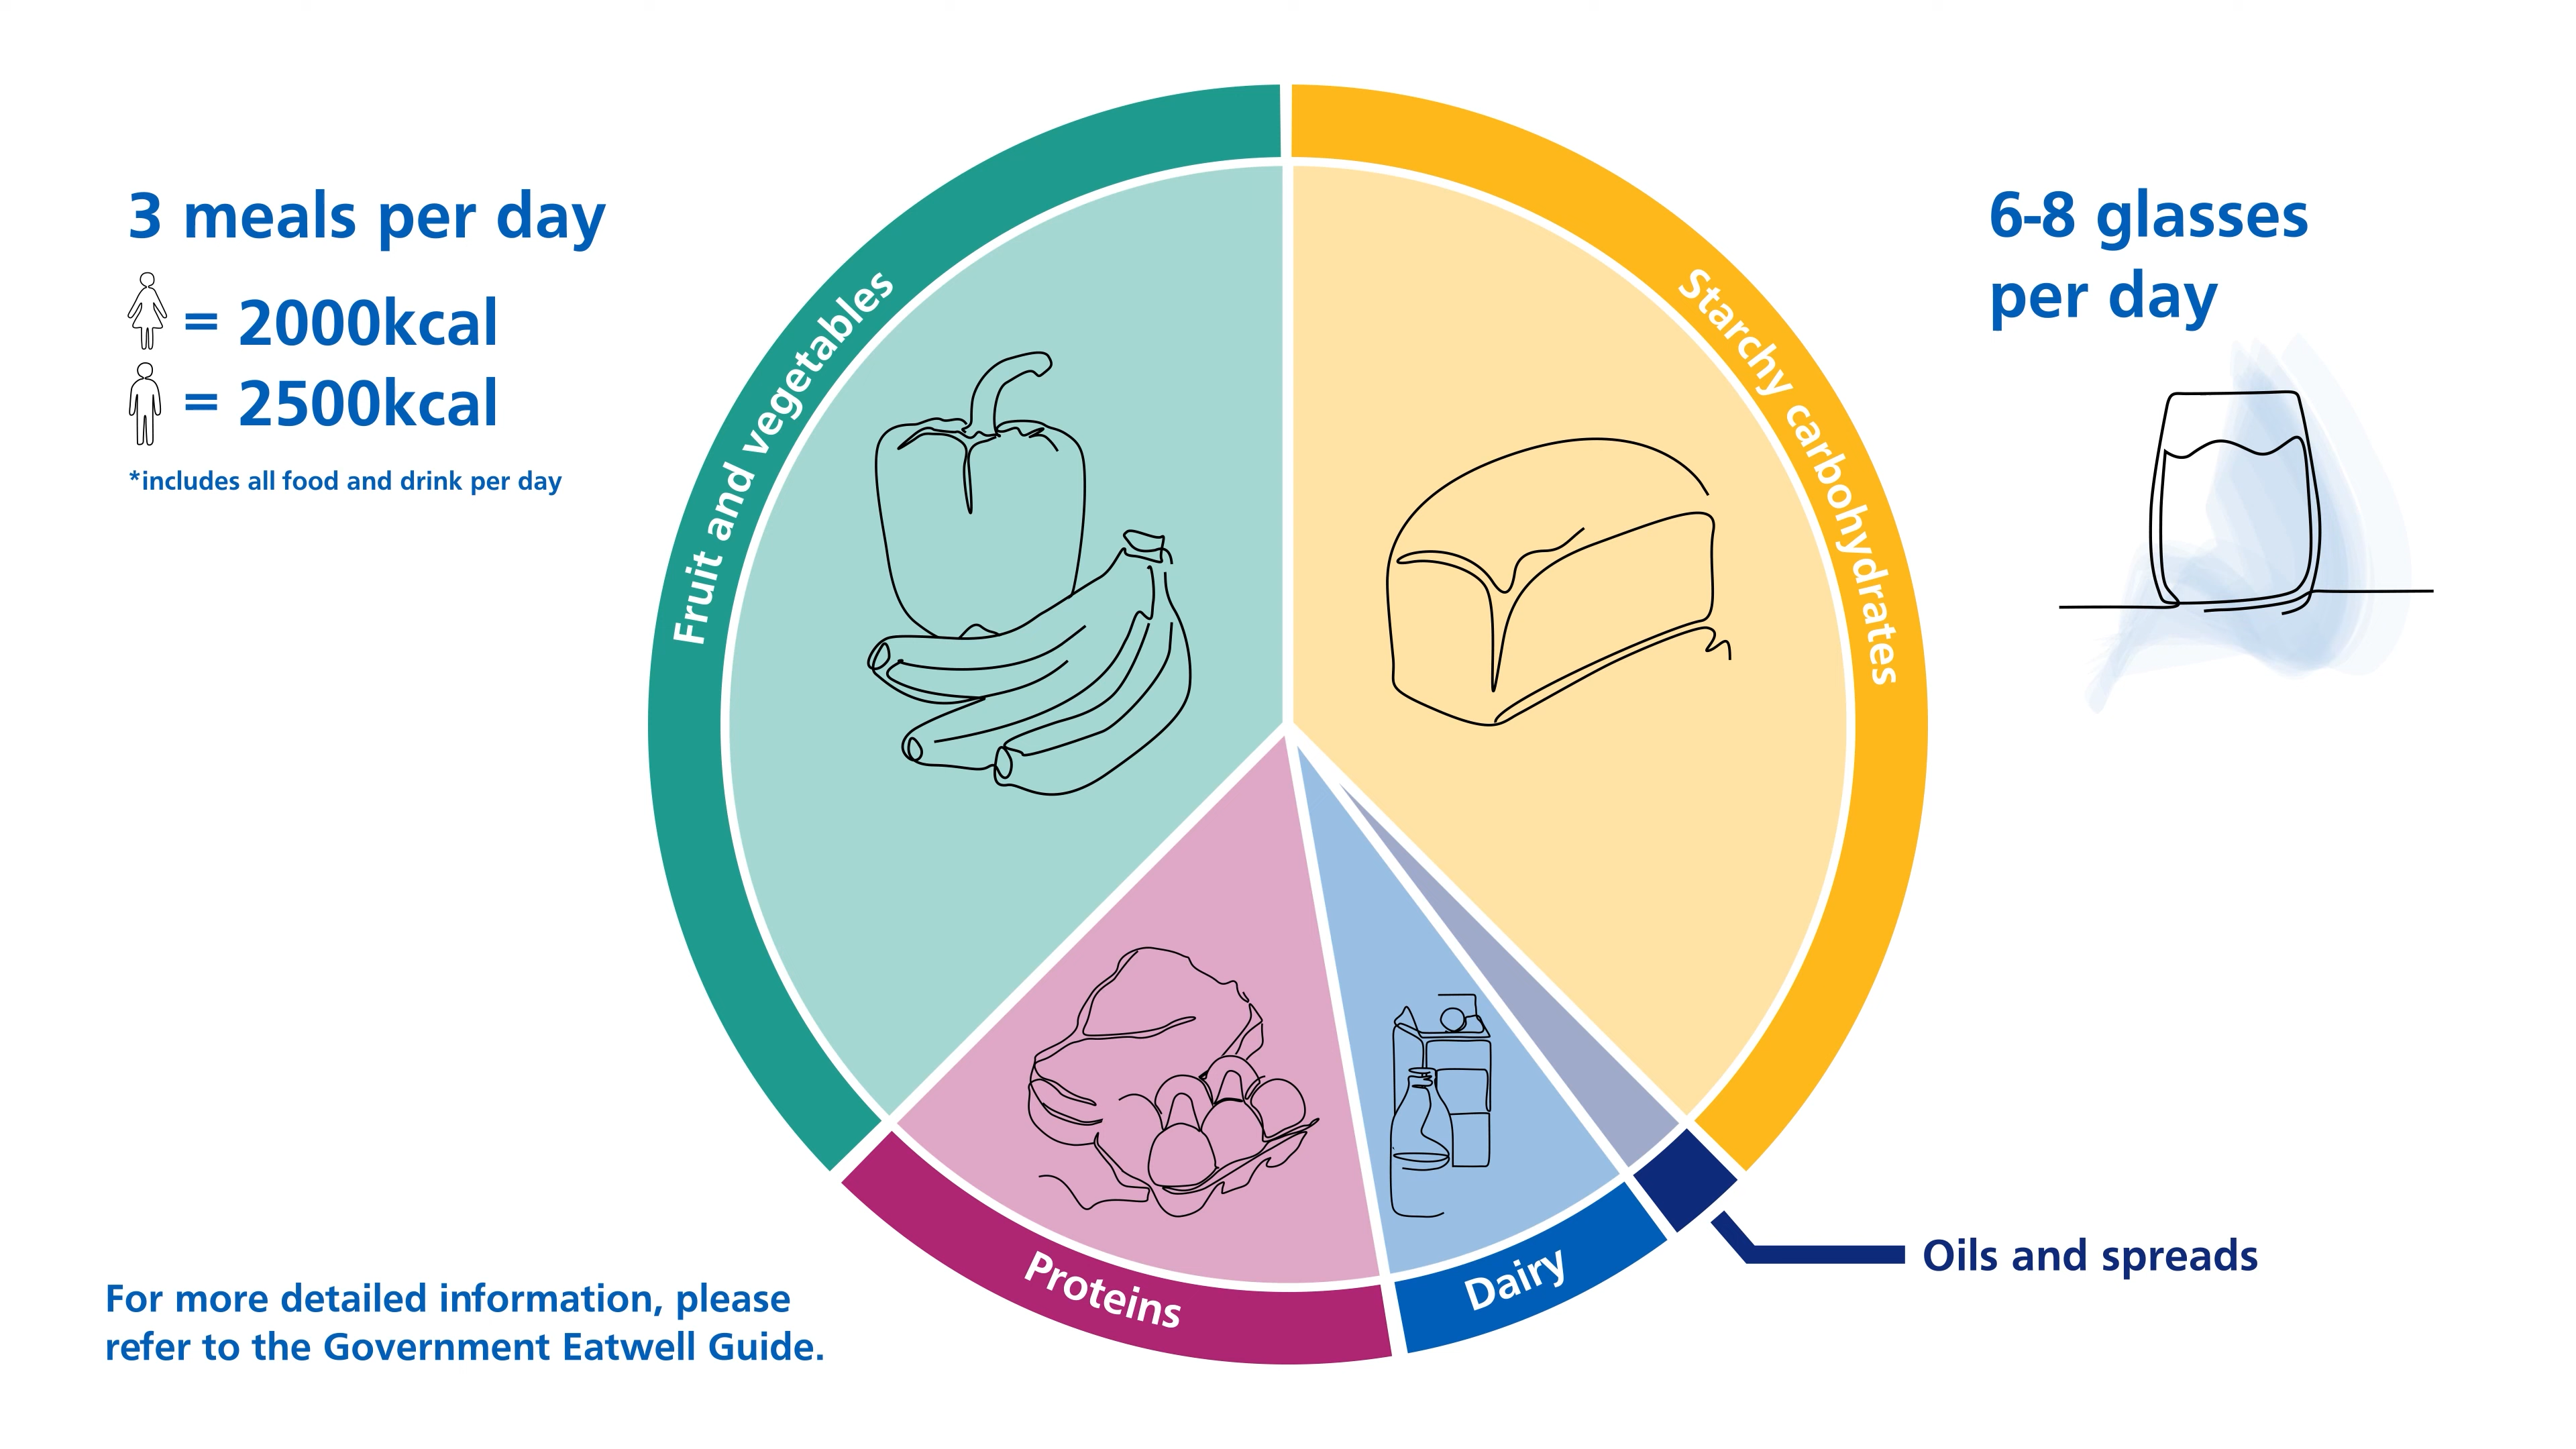 3 meals per day
= 2000kcal
= 2500kcal
*includes all food and drink per day
Fruit and vegetables
Starchy carbohydrates
6-8 glasses
per day
Proteins
Dairy
Oils and spreads
For more detailed information, please
refer to the Government Eatwell Guide.